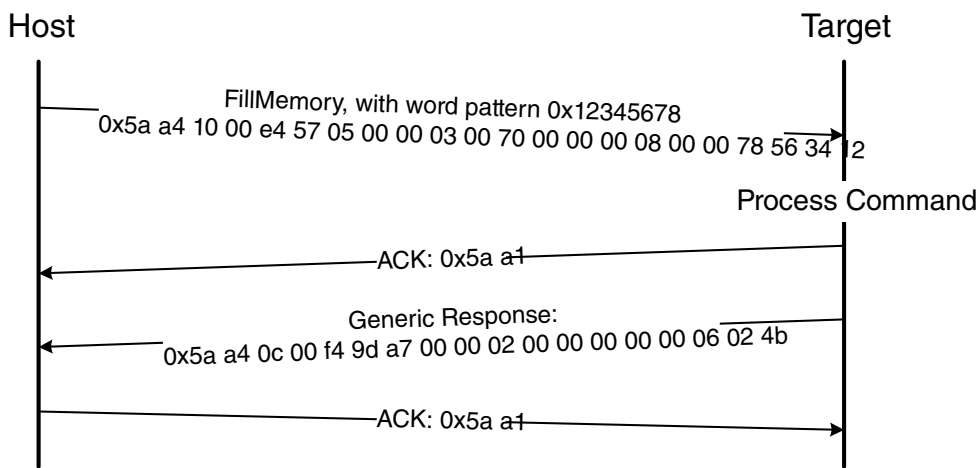 Host
Target
FillMemory, with word pattern 0x12345678
0x5a a4 10 00 e4 57 05 00 00 03 00 70 00 00 00 08 00 00 78 56 34 12
Process Command
ACK: 0x5a a1
Generic Response:
0x5a a4 0c 00 f4 9d a7 00 00 02 00 00 00 00 00 06 02 4b
ACK: 0x5a a1